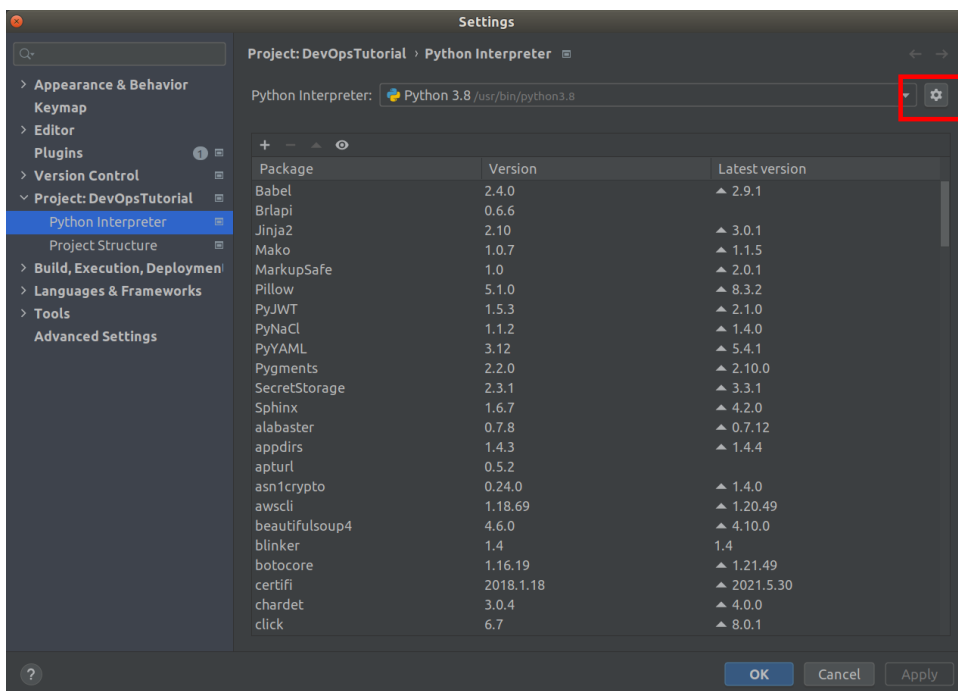 Settings
Project: DevOpsTutorial › Python Interpreter
Appearance & Behavior
Keymap
Editor
Plugins 1
Version Control
Project: DevOpsTutorial
Python Interpreter
Project Structure
Build, Execution, Deploymen
Languages & Frameworks
Tools
Advanced Settings
Python Interpreter: Python 3.8 /usr/bin/python3.8
Package Version Latest version
Babel 2.4.0 2.9.1
Brlapi 0.6.6
Jinja2 2.10 3.0.1
Mako 1.0.7 1.1.5
MarkupSafe 1.0 2.0.1
Pillow 5.1.0 8.3.2
PyJWT 1.5.3 2.1.0
PyNaCl 1.1.2 1.4.0
PyYAML 3.12 5.4.1
Pygments 2.2.0 2.10.0
SecretStorage 2.3.1 3.3.1
Sphinx 1.6.7 4.2.0
alabaster 0.7.8 0.7.12
appdirs 1.4.3 1.4.4
apturl 0.5.2
asn1crypto 0.24.0 1.4.0
awscli 1.18.69 1.20.49
beautifulsoup4 4.6.0 4.10.0
blinker 1.4 1.4
botocore 1.16.19 1.21.49
certifi 2018.1.18 2021.5.30
chardet 3.0.4 4.0.0
click 6.7 8.0.1
? OK Cancel Apply